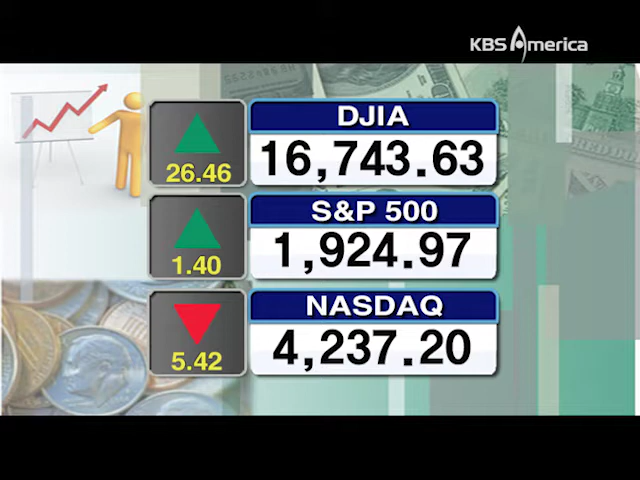 KBS America
DJIA
26.46
16,743.63
S&P 500
1.40
1,924.97
NASDAQ
5.42
4,237.20